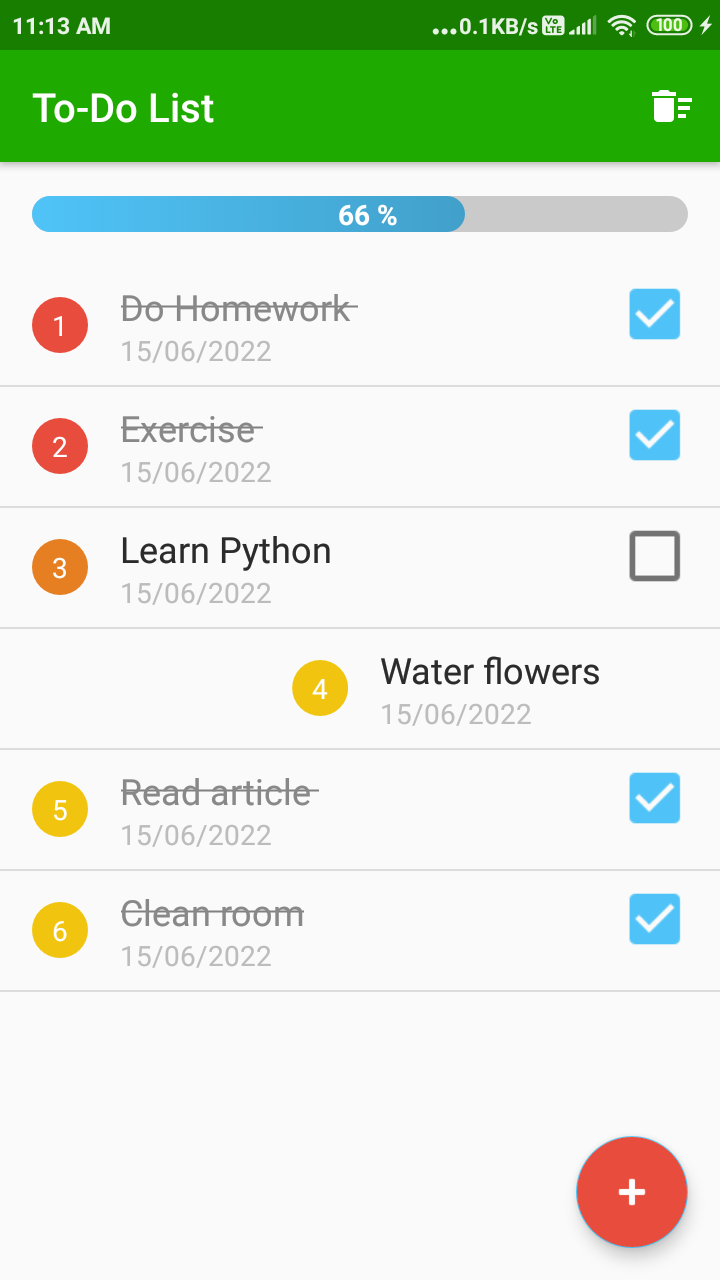 11:13 AM ...0.1KB/s Vo LTE 100
To-Do List
66 %
1 Do Homework
15/06/2022
2 Exercise
15/06/2022
3 Learn Python
15/06/2022
4 Water flowers
15/06/2022
5 Read article
15/06/2022
6 Clean room
15/06/2022
+